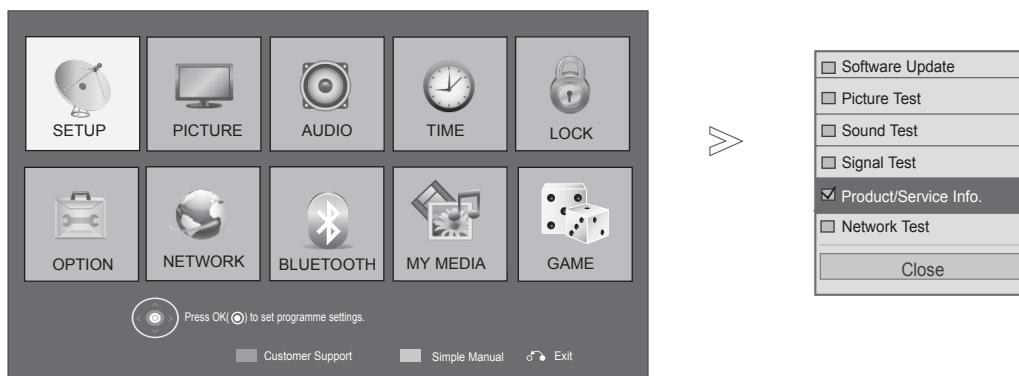 SETUP
PICTURE
AUDIO
TIME
LOCK
OPTION
NETWORK
BLUETOOTH
MY MEDIA
GAME
Press OK( ) to set programme settings.
Customer Support
Simple Manual
Exit
Software Update
Picture Test
Sound Test
Signal Test
Product/Service Info.
Network Test
Close